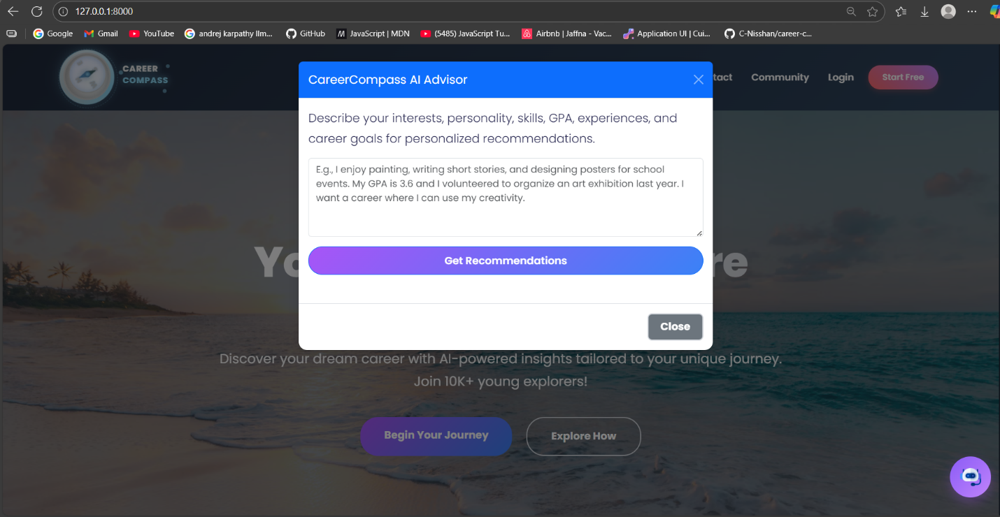 127.0.0.1:8000
Google
Gmail
YouTube
andrej karpathy llm...
GitHub
JavaScript | MDN
(5485) JavaScript Tu...
Airbnb | Jaffna - Vac...
Application UI | Cui...
C-Nisshan/career-c...
CAREER
COMPASS
tact
Community
Login
Start Free
CareerCompass AI Advisor
Describe your interests, personality, skills, GPA, experiences, and
career goals for personalized recommendations.
E.g., I enjoy painting, writing short stories, and designing posters for school
events. My GPA is 3.6 and I volunteered to organize an art exhibition last year. I
want a career where I can use my creativity.
Get Recommendations
Close
Yo re
Discover your dream career with AI-powered insights tailored to your unique journey.
Join 10K+ young explorers!
Begin Your Journey
Explore How